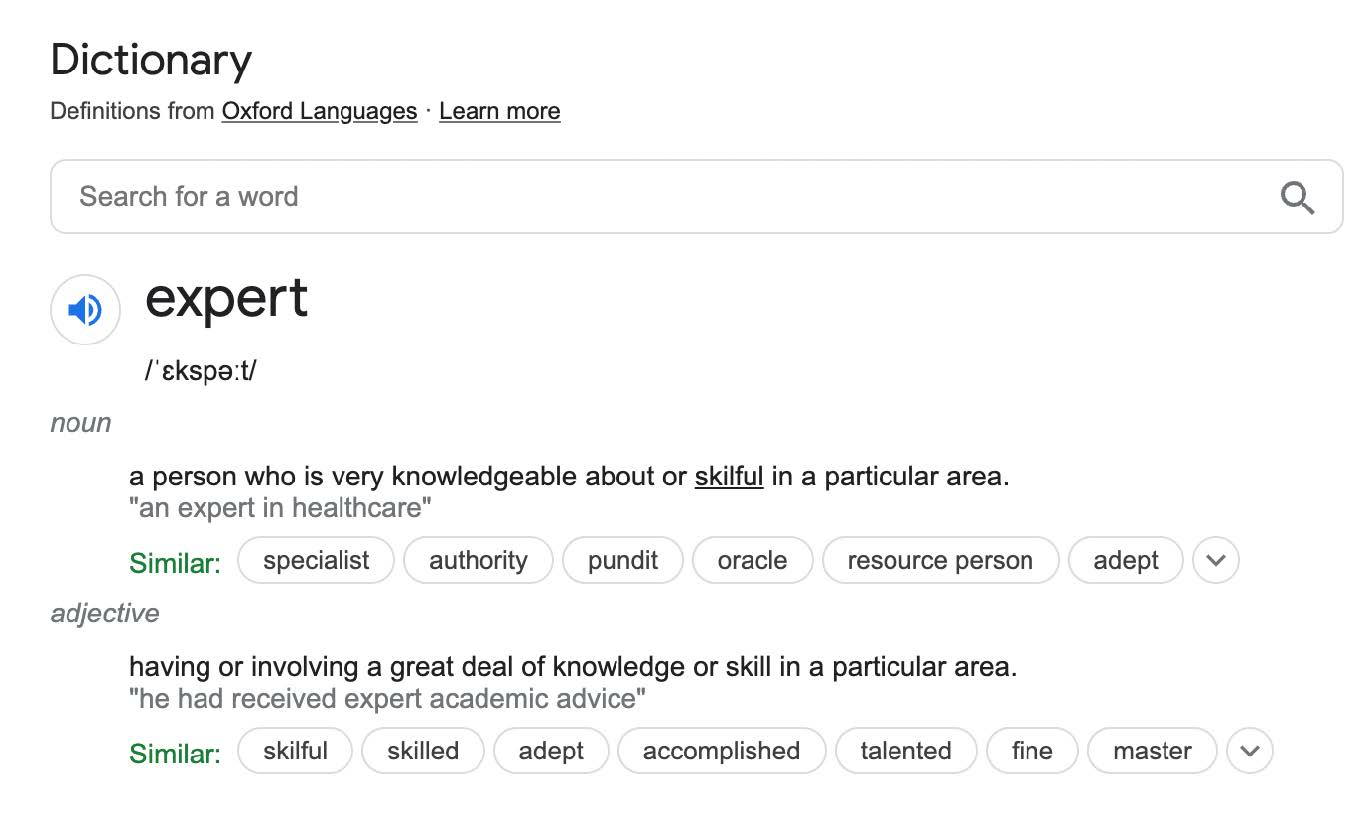 Dictionary
Definitions from Oxford Languages · Learn more
Search for a word
expert
/ˈɛkspəːt/
noun
a person who is very knowledgeable about or skilful in a particular area.
"an expert in healthcare"
Similar: specialist authority pundit oracle resource person adept
adjective
having or involving a great deal of knowledge or skill in a particular area.
"he had received expert academic advice"
Similar: skilful skilled adept accomplished talented fine master